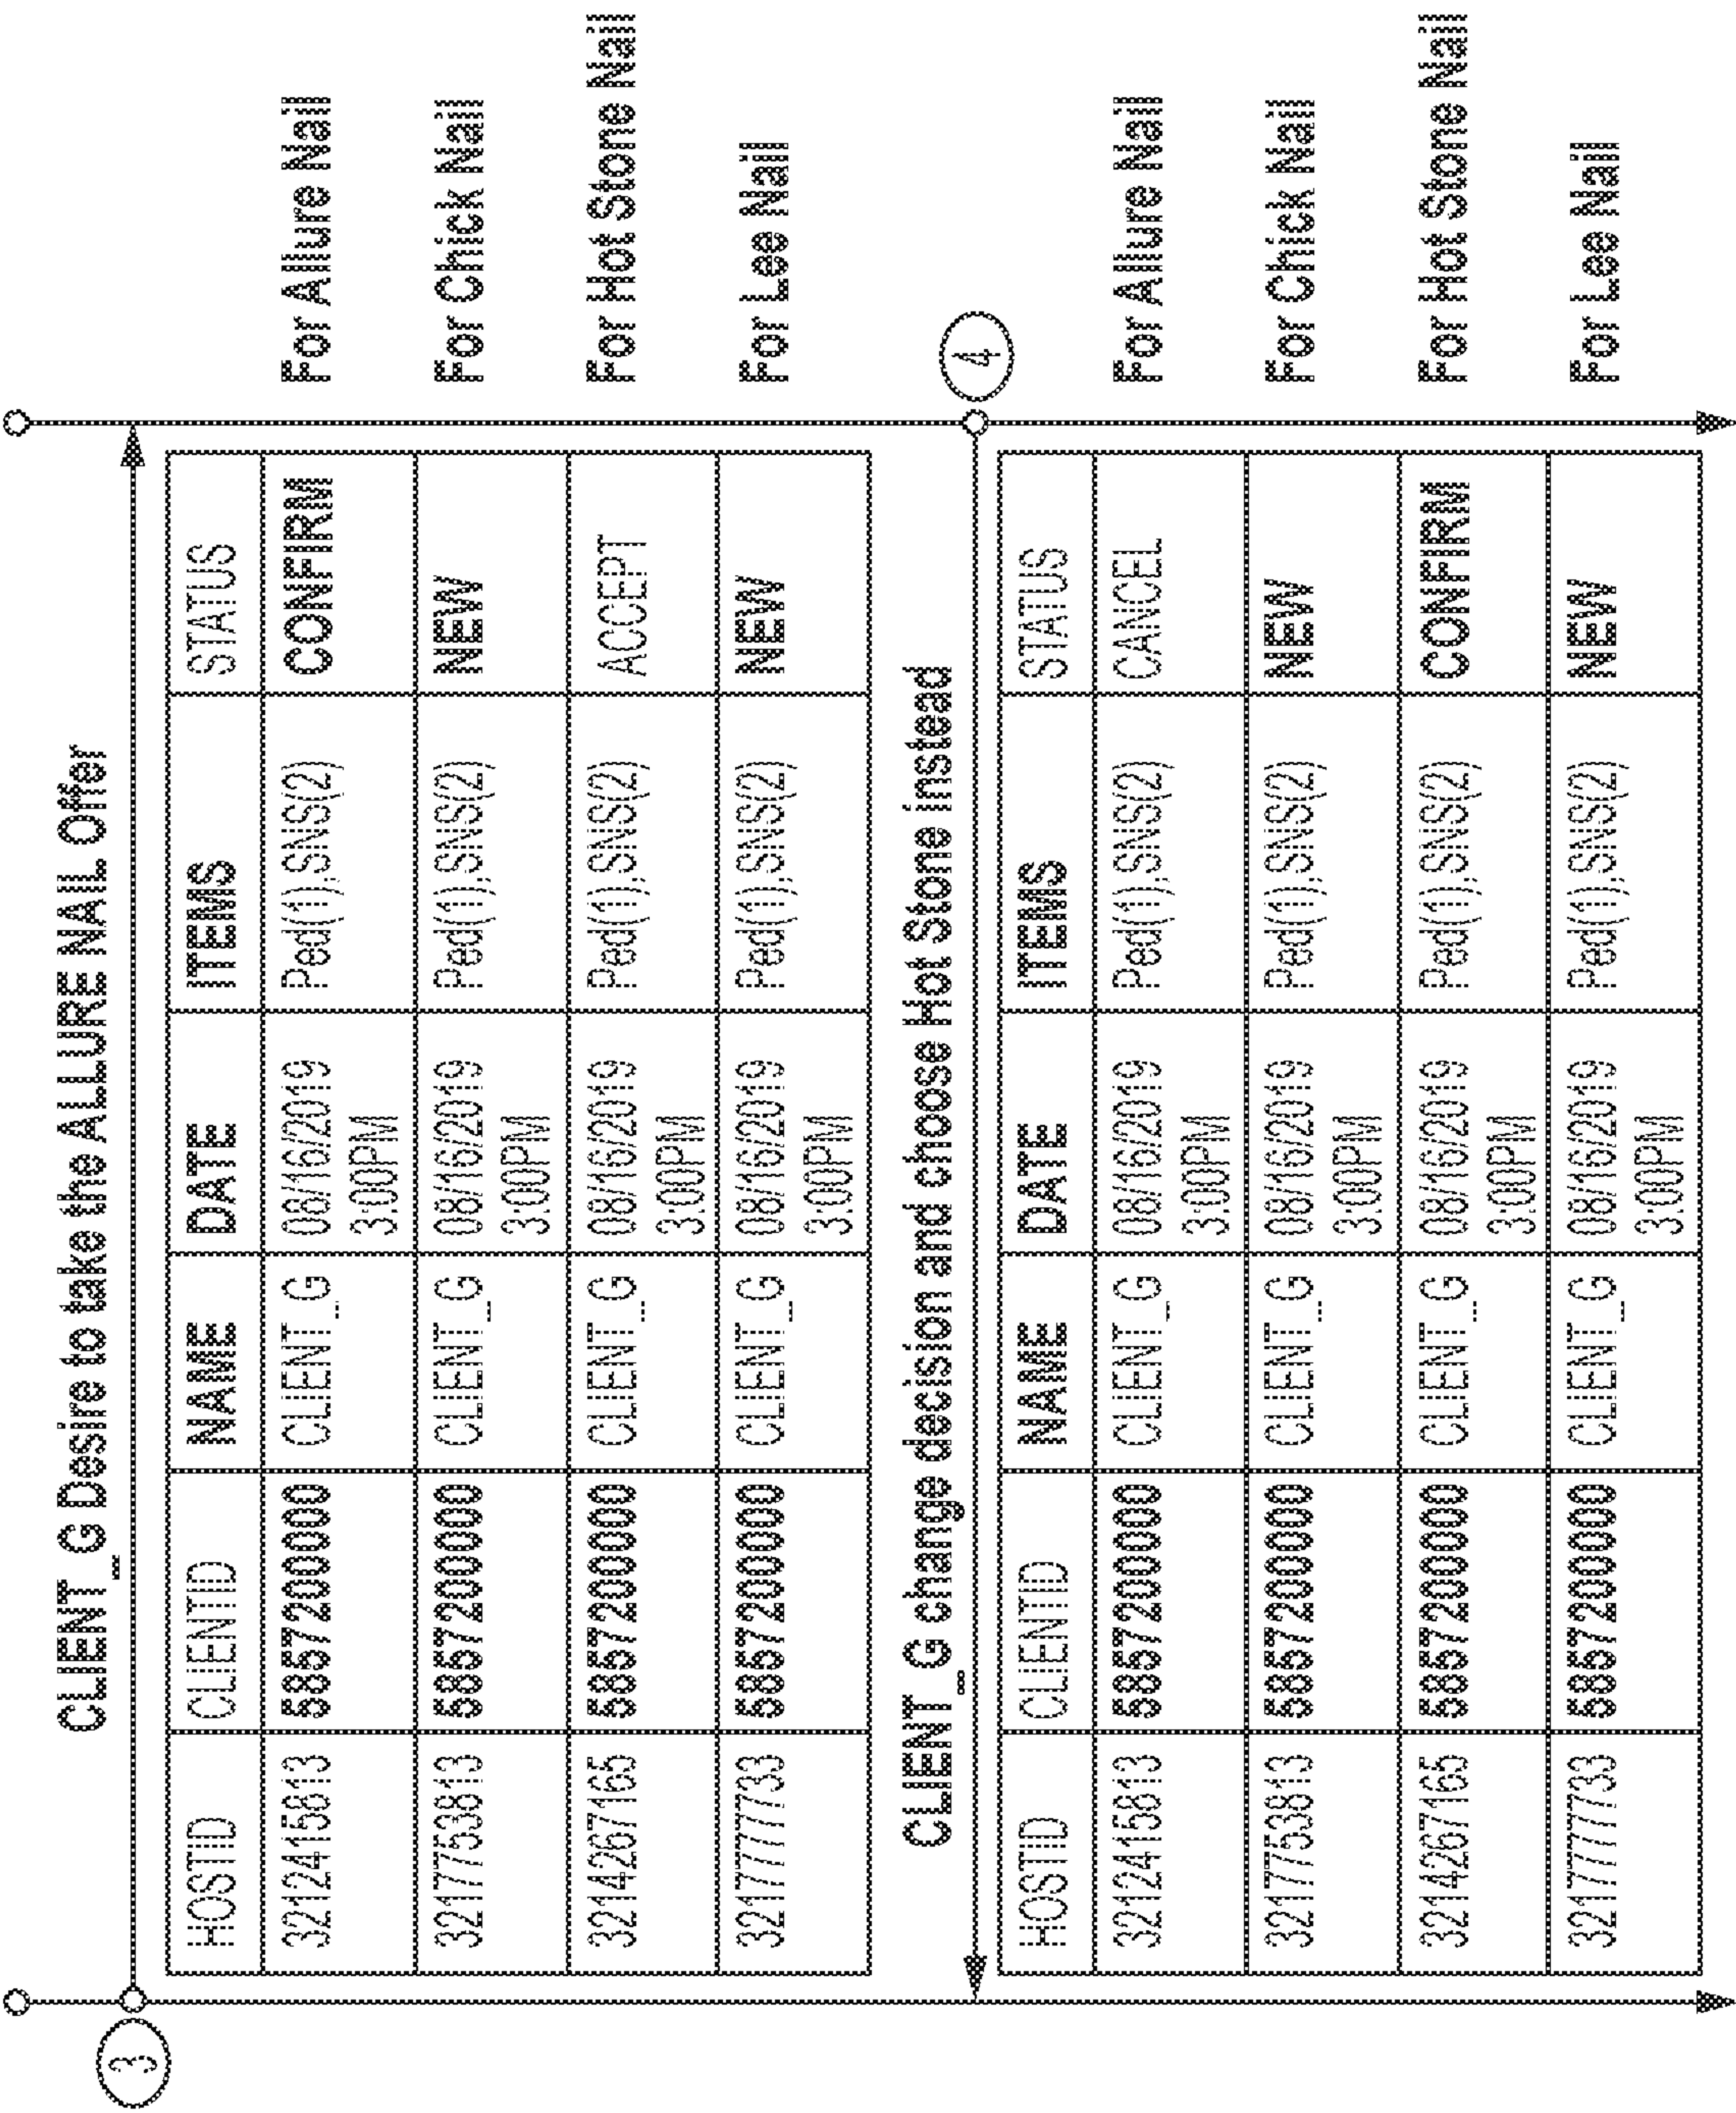 3
CLIENT_G Desire to take the ALLURE NAIL Offer
HOSTID CLIENTID NAME DATE ITEMS STATUS
3212415813 5857200000 CLIENT_G 08/16/2019 Ped(1),SNS(2) CONFIRM For Allure Nail
3:00PM
3217753813 5857200000 CLIENT_G 08/16/2019 Ped(1),SNS(2) NEW For Chick Nail
3:00PM
3214267165 5857200000 CLIENT_G 08/16/2019 Ped(1),SNS(2) ACCEPT For Hot Stone Nail
3:00PM
3217777733 5857200000 CLIENT_G 08/16/2019 Ped(1),SNS(2) NEW For Lee Nail
3:00PM
CLIENT_G change decision and choose Hot Stone instead
4
HOSTID CLIENTID NAME DATE ITEMS STATUS
3212415813 5857200000 CLIENT_G 08/16/2019 Ped(1),SNS(2) CANCEL For Allure Nail
3:00PM
3217753813 5857200000 CLIENT_G 08/16/2019 Ped(1),SNS(2) NEW For Chick Nail
3:00PM
3214267165 5857200000 CLIENT_G 08/16/2019 Ped(1),SNS(2) CONFIRM For Hot Stone Nail
3:00PM
3217777733 5857200000 CLIENT_G 08/16/2019 Ped(1),SNS(2) NEW For Lee Nail
3:00PM